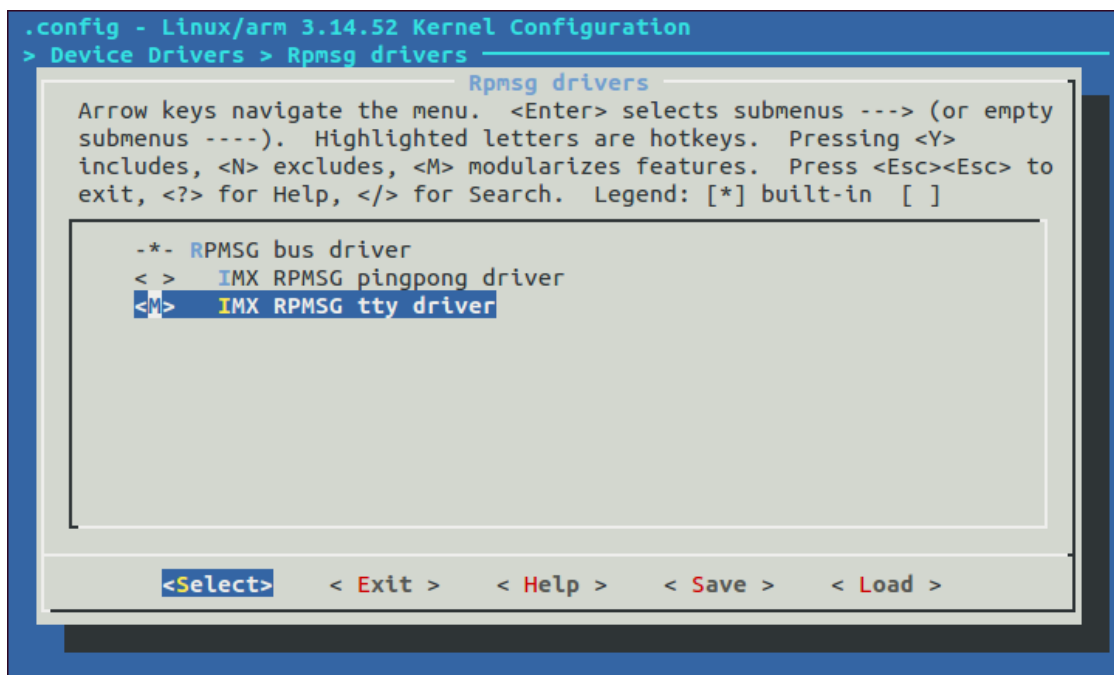 .config - Linux/arm 3.14.52 Kernel Configuration
> Device Drivers > Rpmsg drivers
Rpmsg drivers
Arrow keys navigate the menu.  <Enter> selects submenus ---> (or empty
submenus ----).  Highlighted letters are hotkeys.  Pressing <Y>
includes, <N> excludes, <M> modularizes features.  Press <Esc><Esc> to
exit, <?> for Help, </> for Search.  Legend: [*] built-in  [ ]
-*- RPMSG bus driver
< >   IMX RPMSG pingpong driver
<M>   IMX RPMSG tty driver
<Select>    < Exit >    < Help >    < Save >    < Load >